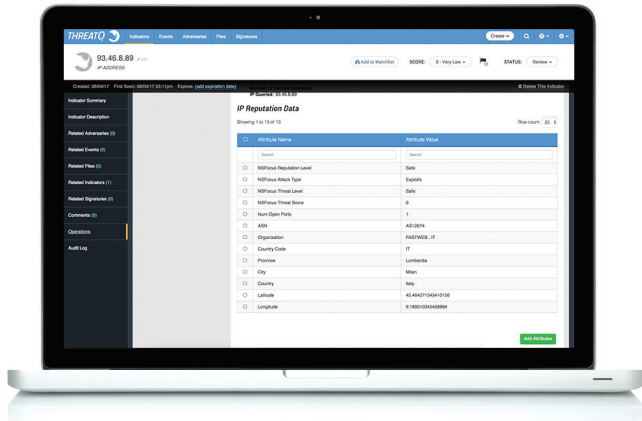 THREATQ Indicators Events Adversaries Files Signatures Create
93.46.8.89
IP ADDRESS
Add to Watchlist SCORE: 0 - Very Low STATUS: Review
Created: 08/04/17 First Seen: 08/04/17 03:11pm Expires: (add expiration date) Delete This Indicator
IP Queried: 93.46.8.89
Indicator Summary
Indicator Description
Related Adversaries (0)
Related Events (0)
Related Files (0)
Related Indicators (1)
Related Signatures (0)
Comments (0)
Operations
Audit Log
IP Reputation Data
Showing 1 to 13 of 13 Row count: 25
Attribute Name Attribute Value
Search Search
NSFocus Reputation Level Safe
NSFocus Attack Type Exploits
NSFocus Threat Level Safe
NSFocus Threat Score 0
Num Open Ports 1
ASN AS12874
Organization FASTWEB , IT
Country Code IT
Province Lombardia
City Milan
Country Italy
Latitude 45.464271545410156
Longitude 9.189510345458984
Add Attributes